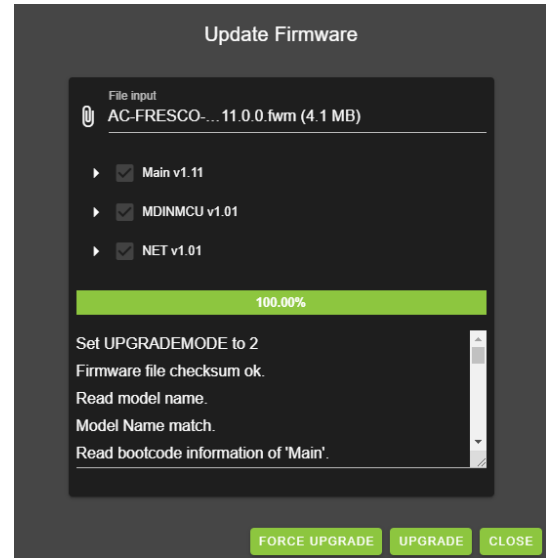 Update Firmware
File input
AC-FRESCO-...11.0.0.fwm (4.1 MB)
Main v1.11
MDINMCU v1.01
NET v1.01
100.00%
Set UPGRADEMODE to 2
Firmware file checksum ok.
Read model name.
Model Name match.
Read bootcode information of 'Main'.
FORCE UPGRADE UPGRADE CLOSE